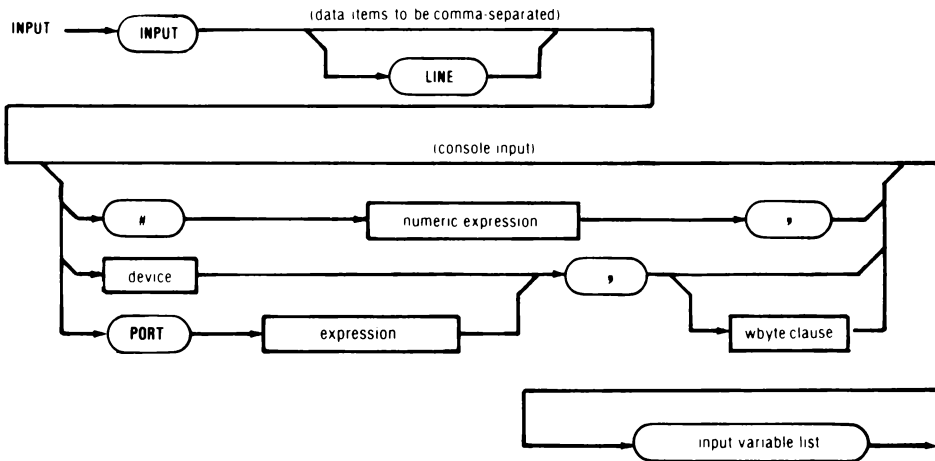 (data items to be comma-separated)
INPUT INPUT
LINE
(console input)
# numeric expression ,
device ,
PORT expression wbyte clause
input variable list